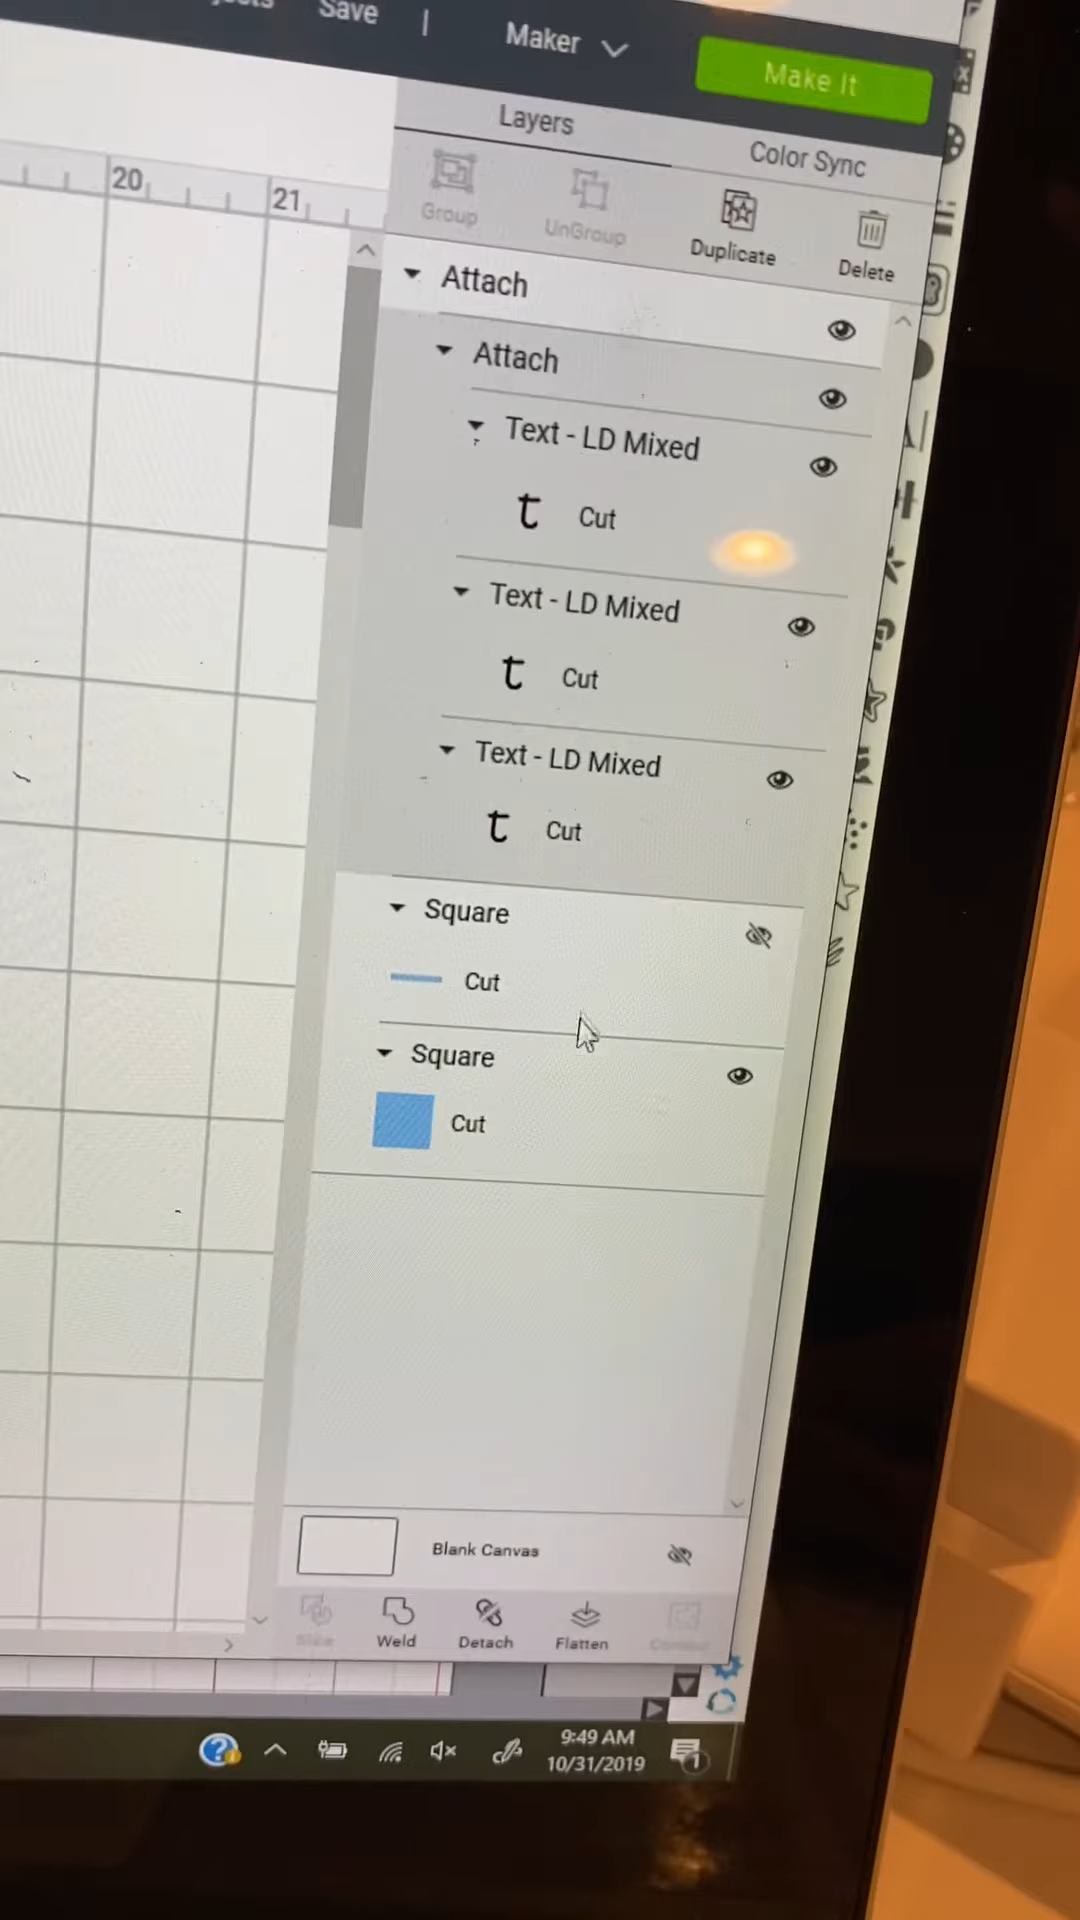 Save | Maker
Make It
Layers
Color Sync
20
21
Group
UnGroup
Duplicate
Delete
Attach
Attach
Text - LD Mixed
t Cut
Text - LD Mixed
t Cut
Text - LD Mixed
t Cut
Square
Cut
Square
Cut
Blank Canvas
Weld
Detach
Flatten
9:49 AM
10/31/2019
1